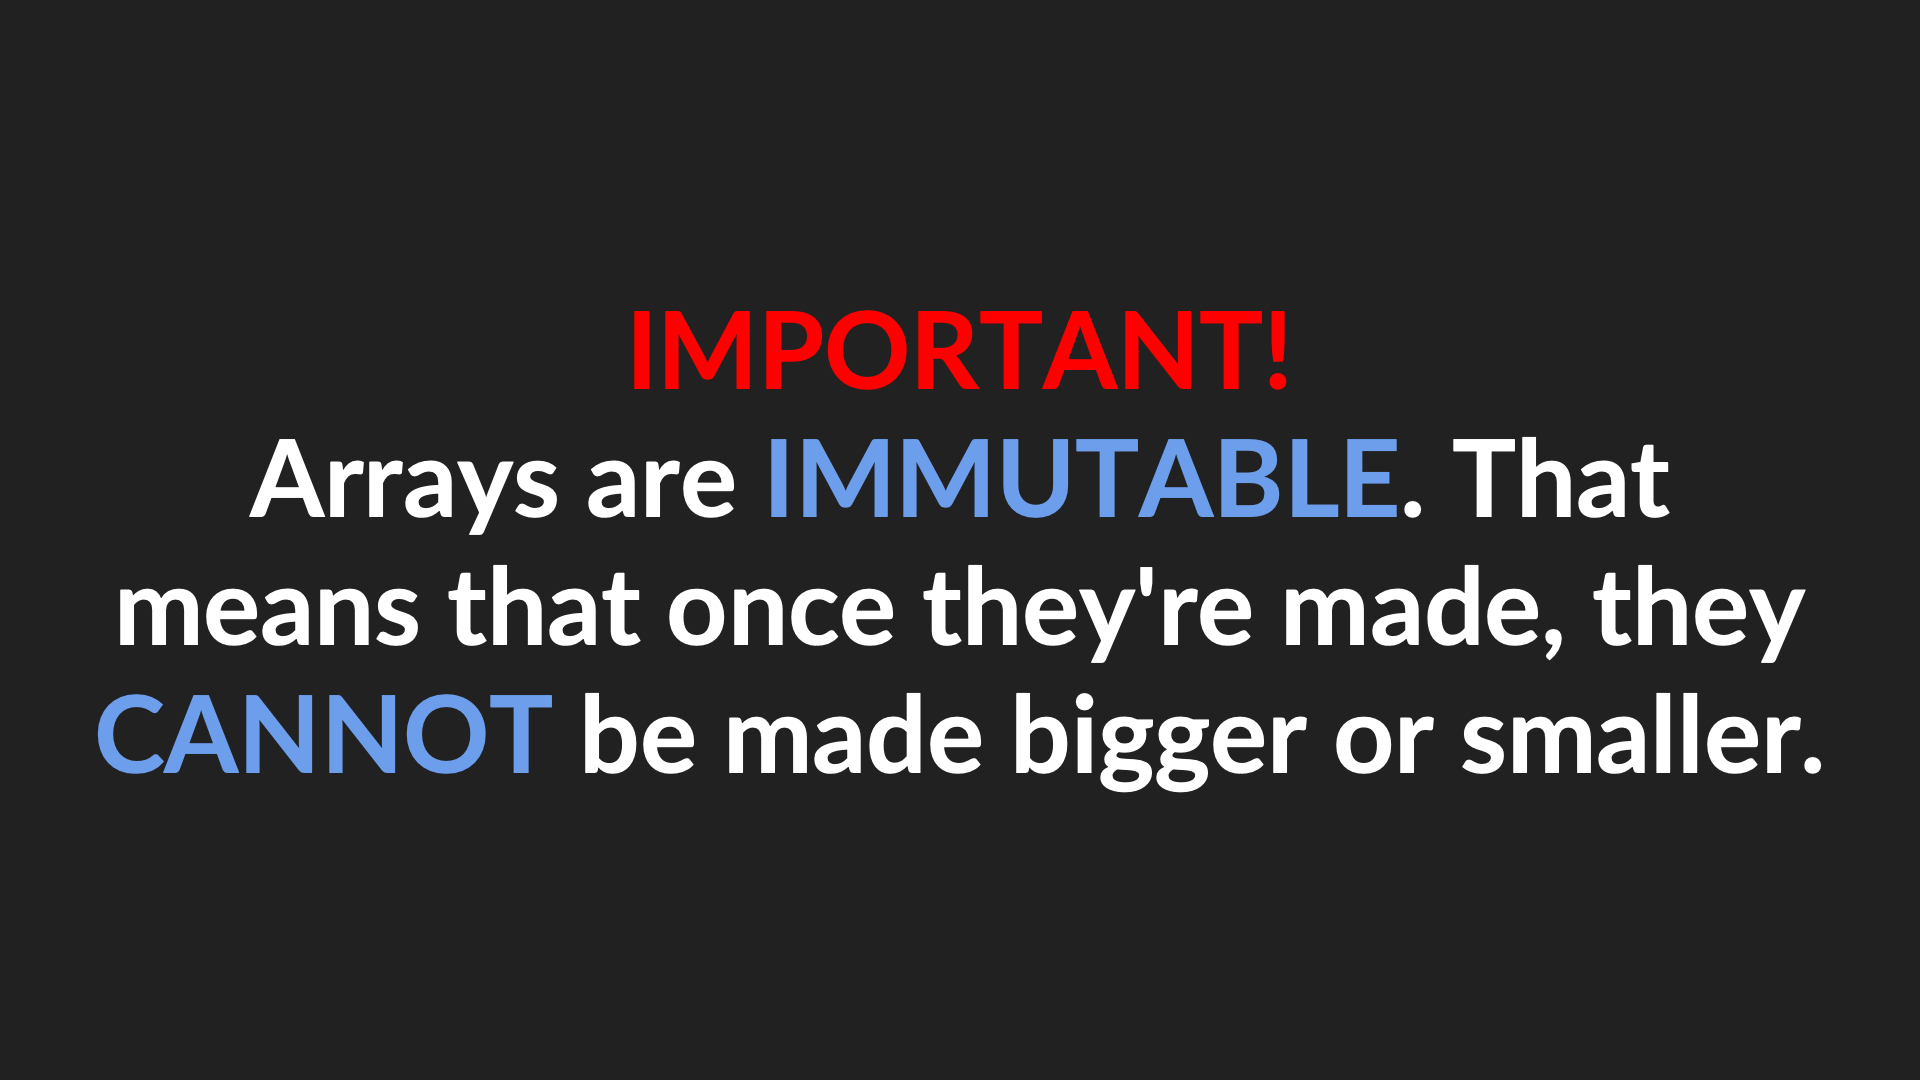 IMPORTANT!
Arrays are IMMUTABLE. That
means that once they're made, they
CANNOT be made bigger or smaller.